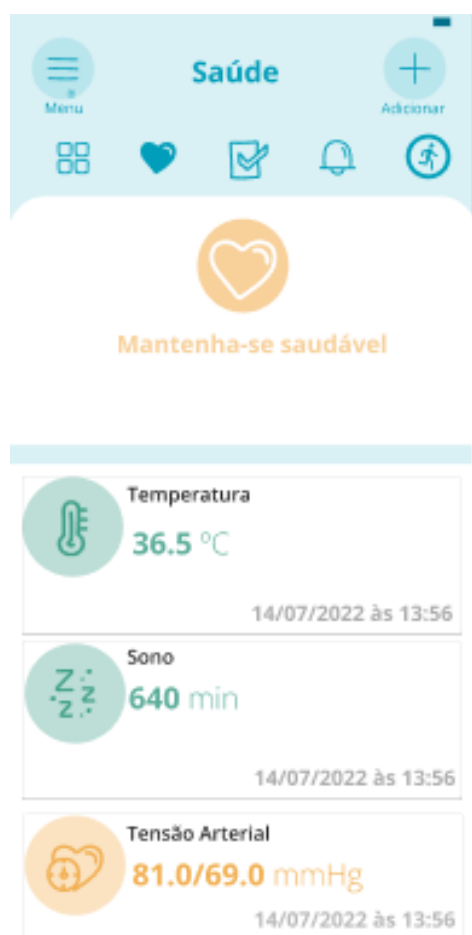 Saúde
Menu
Adicionar
Mantenha-se saudável
Temperatura
36.5 ºC
14/07/2022 às 13:56
Sono
640 min
14/07/2022 às 13:56
Tensão Arterial
81.0/69.0 mmHg
14/07/2022 às 13:56